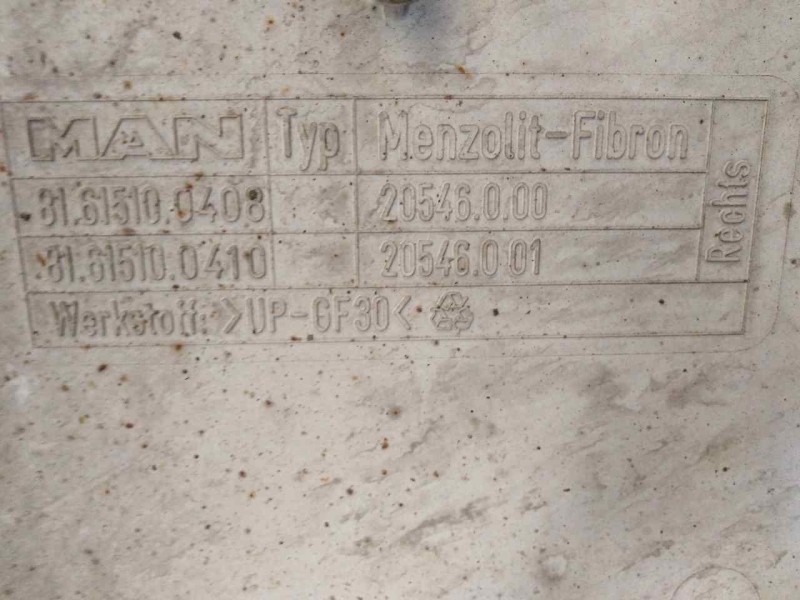 MAN Typ Menzolit-Fibron
81.61510.0408 20546.0.00
81.61510.0410 20546.0.01
Werkstoff: >UP-GF30<
Rechts